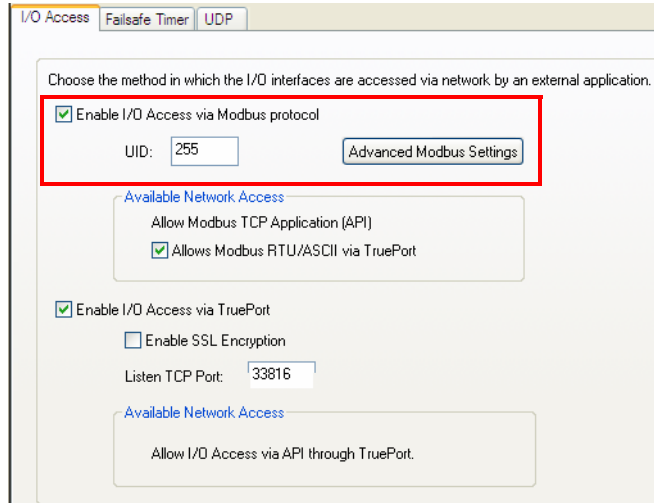 I/O Access Failsafe Timer UDP
Choose the method in which the I/O interfaces are accessed via network by an external application.
Enable I/O Access via Modbus protocol
UID: 255 Advanced Modbus Settings
Available Network Access
Allow Modbus TCP Application (API)
Allows Modbus RTU/ASCII via TruePort
Enable I/O Access via TruePort
Enable SSL Encryption
Listen TCP Port: 33816
Available Network Access
Allow I/O Access via API through TruePort.